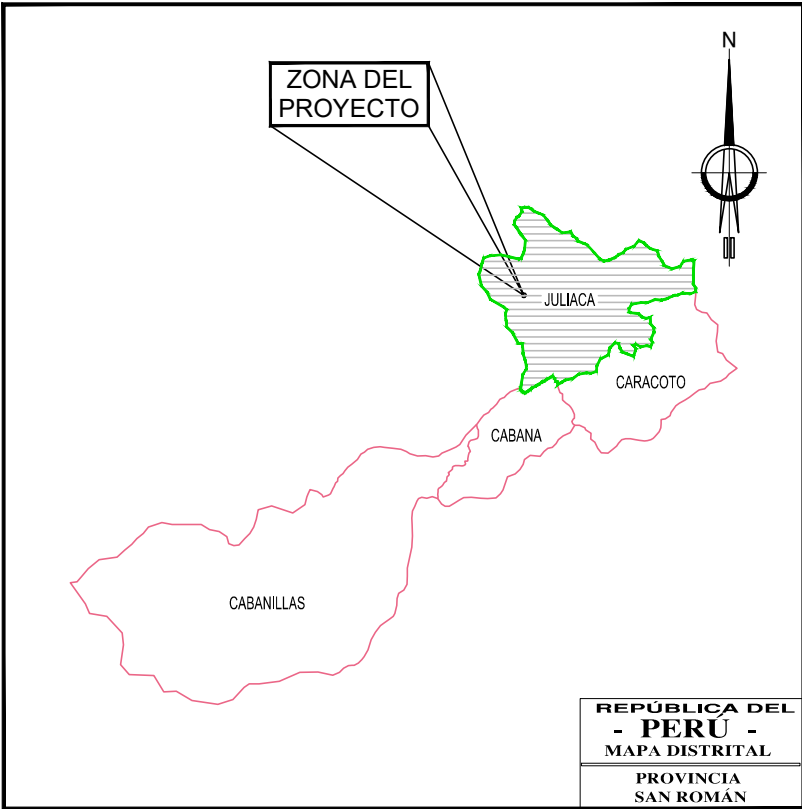 N
ZONA DEL
PROYECTO
JULIACA
CARACOTO
CABANA
CABANILLAS
REPÚBLICA DEL
- PERÚ -
MAPA DISTRITAL
PROVINCIA
SAN ROMÁN